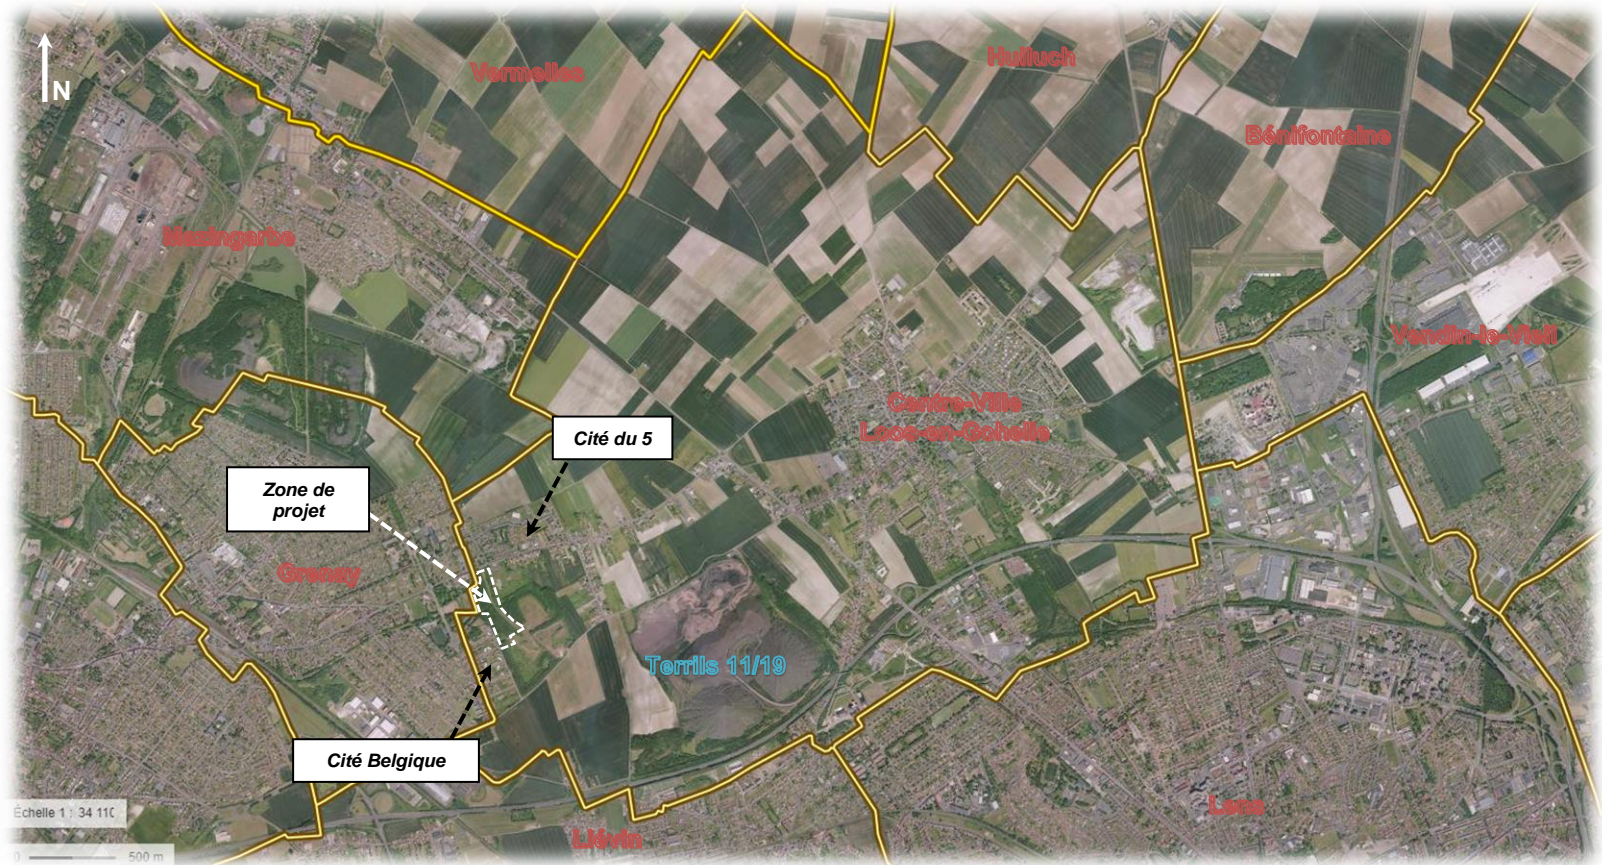 N
Vermelles
Hulluch
Bénifontaine
Mazingarbe
Vendin-le-Vieil
Centre-Ville
Loos-en-Gohelle
Cité du 5
Zone de
projet
Grenay
Terrils 11/19
Cité Belgique
Échelle 1 : 34 110
Lens
Liévin
0 500 m